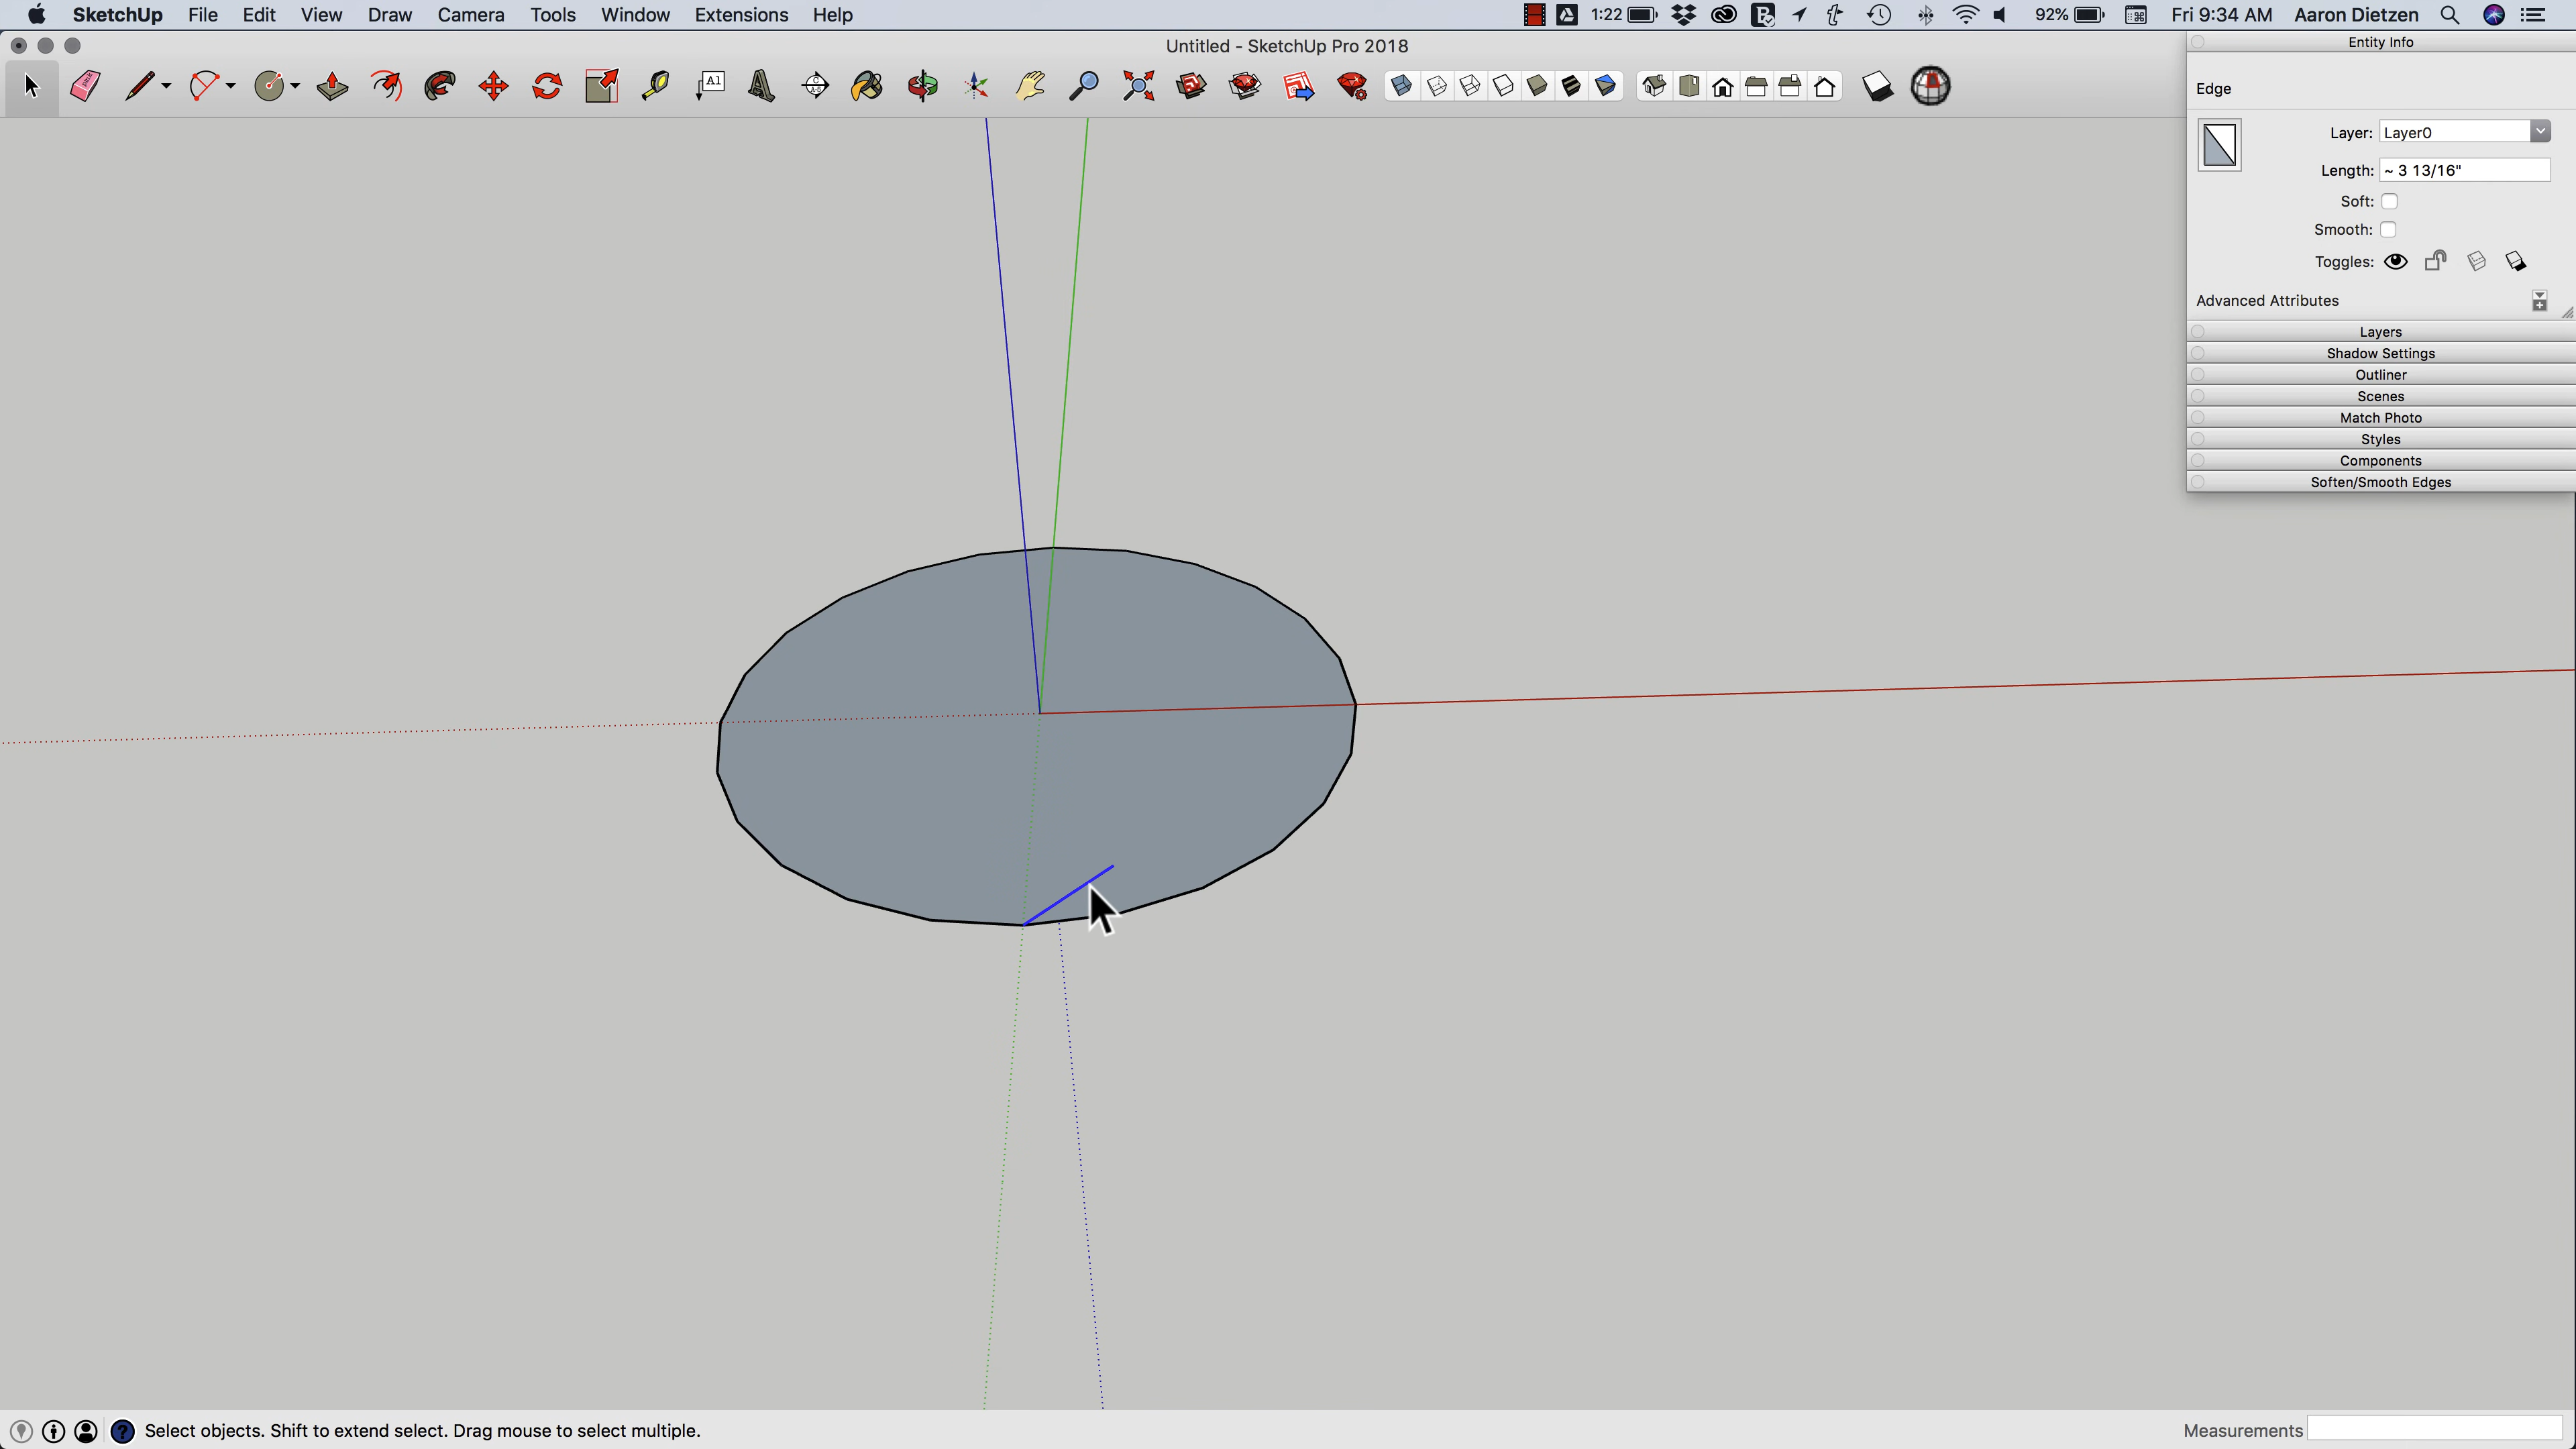 SketchUp File Edit View Draw Camera Tools Window Extensions Help 1:22 92% Fri 9:34 AM Aaron Dietzen
Untitled - SketchUp Pro 2018
A1
Entity Info
Edge
Layer: Layer0
Length: ~ 3 13/16"
Soft:
Smooth:
Toggles:
Advanced Attributes
Layers
Shadow Settings
Outliner
Scenes
Match Photo
Styles
Components
Soften/Smooth Edges
Select objects. Shift to extend select. Drag mouse to select multiple.
Measurements